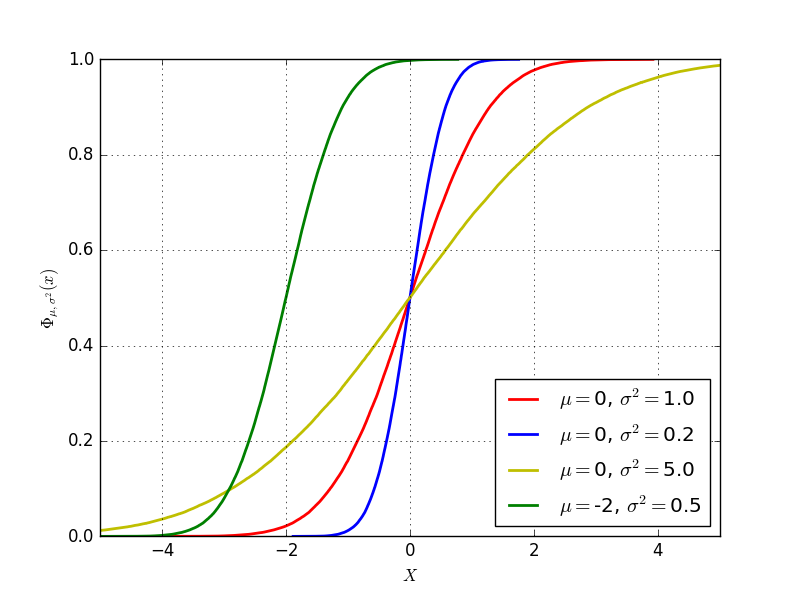 1.0
0.8
0.6
0.4
0.2
0.0
Φμ,σ²(x)
μ = 0, σ² = 1.0
μ = 0, σ² = 0.2
μ = 0, σ² = 5.0
μ = -2, σ² = 0.5
−4 −2 0 2 4
X